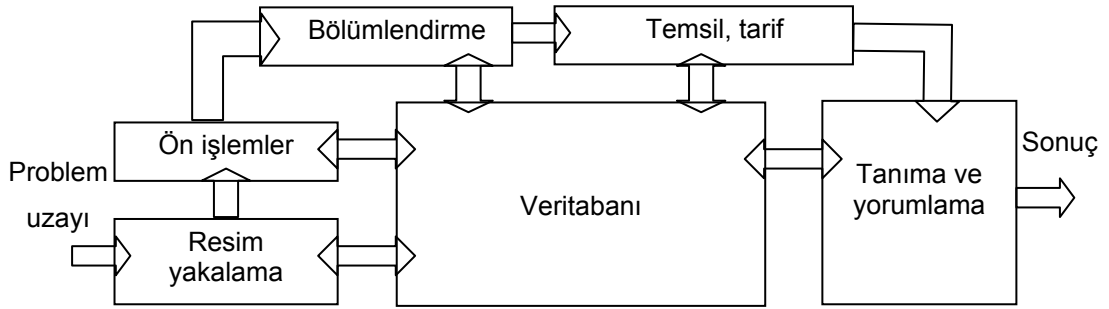 Bölümlendirme
Temsil, tarif
Ön işlemler
Problem
uzayı
Resim
yakalama
Veritabanı
Tanıma ve
yorumlama
Sonuç